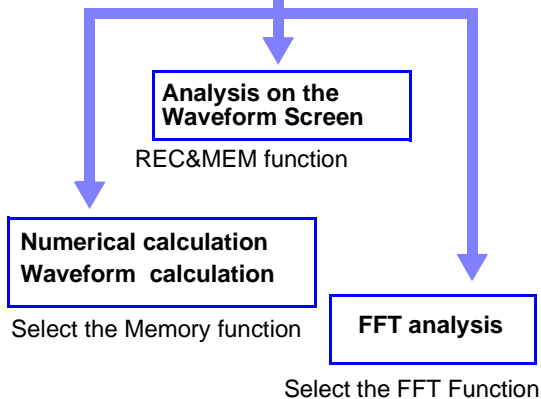 Analysis on the
Waveform Screen
REC&MEM function
Numerical calculation
Waveform calculation
Select the Memory function
FFT analysis
Select the FFT Function